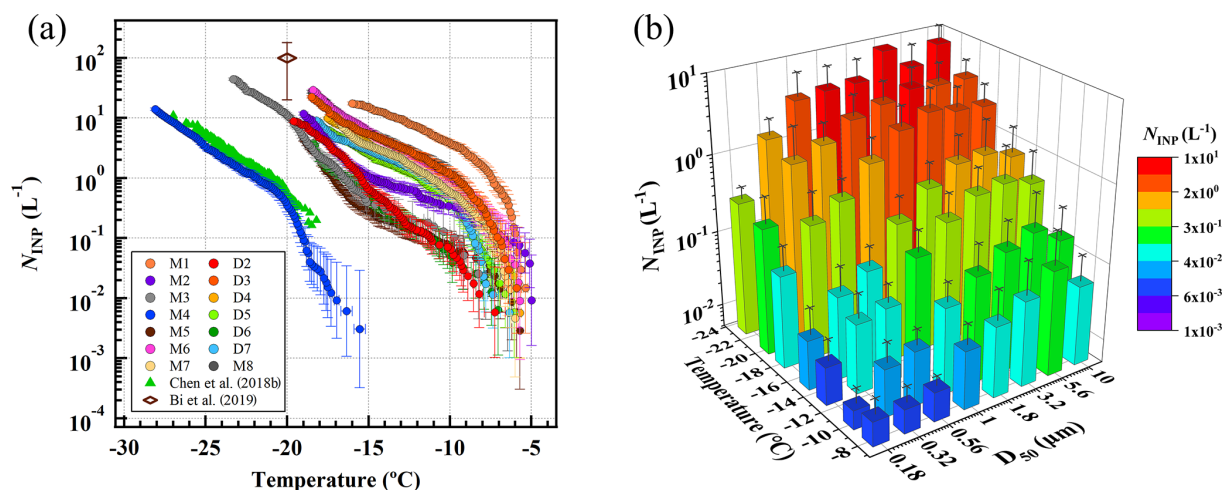 (a)
10²
10¹
10⁰
10⁻¹
10⁻²
10⁻³
10⁻⁴
N_INP (L⁻¹)
M1 D2
M2 D3
M3 D4
M4 D5
M5 D6
M6 D7
M7 M8
Chen et al. (2018b)
Bi et al. (2019)
-30 -25 -20 -15 -10 -5
Temperature (ºC)
(b)
10¹
10⁰
10⁻¹
10⁻²
N_INP (L⁻¹)
-24
-22
-20
-18
-16
-14
-12
-10
-8
Temperature (°C)
0.18
0.32
0.56
1
1.8
3.2
5.6
10
D₅₀ (μm)
N_INP (L⁻¹)
1x10¹
2x10⁰
3x10⁻¹
4x10⁻²
6x10⁻³
1x10⁻³